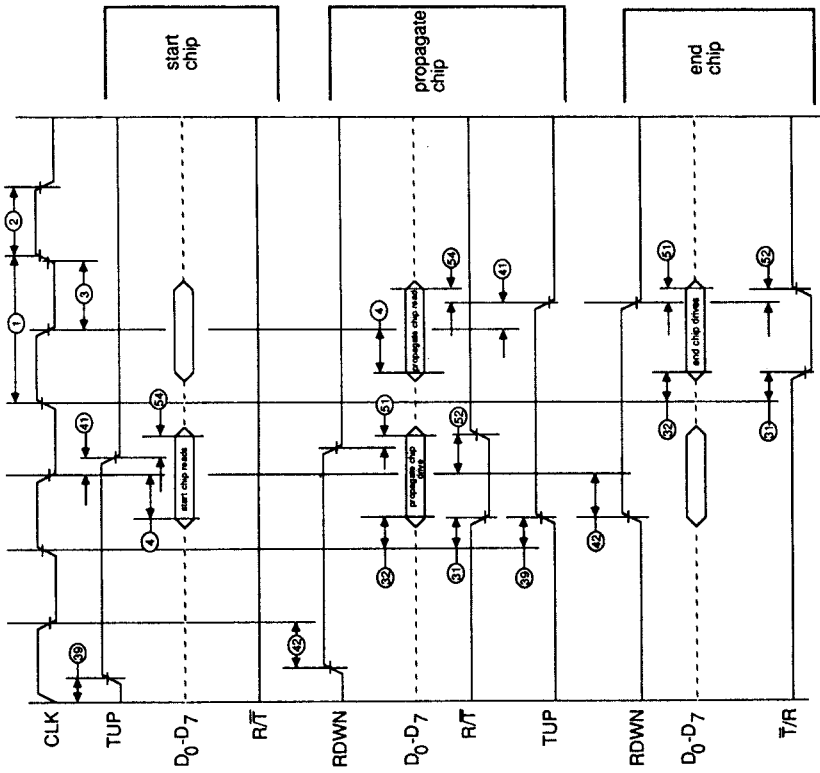 CLK
TUP
D0-D7
R/T̅
RDWN
D0-D7
R/T̅
TUP
RDWN
D0-D7
T̅/R
start
chip
propagate
chip
end
chip
1
2
3
39
41
4
54
start chip reads
42
32
31
39
51
52
propagate chip
drive
4
propagate chip reads
54
41
42
32
31
51
52
end chip drives